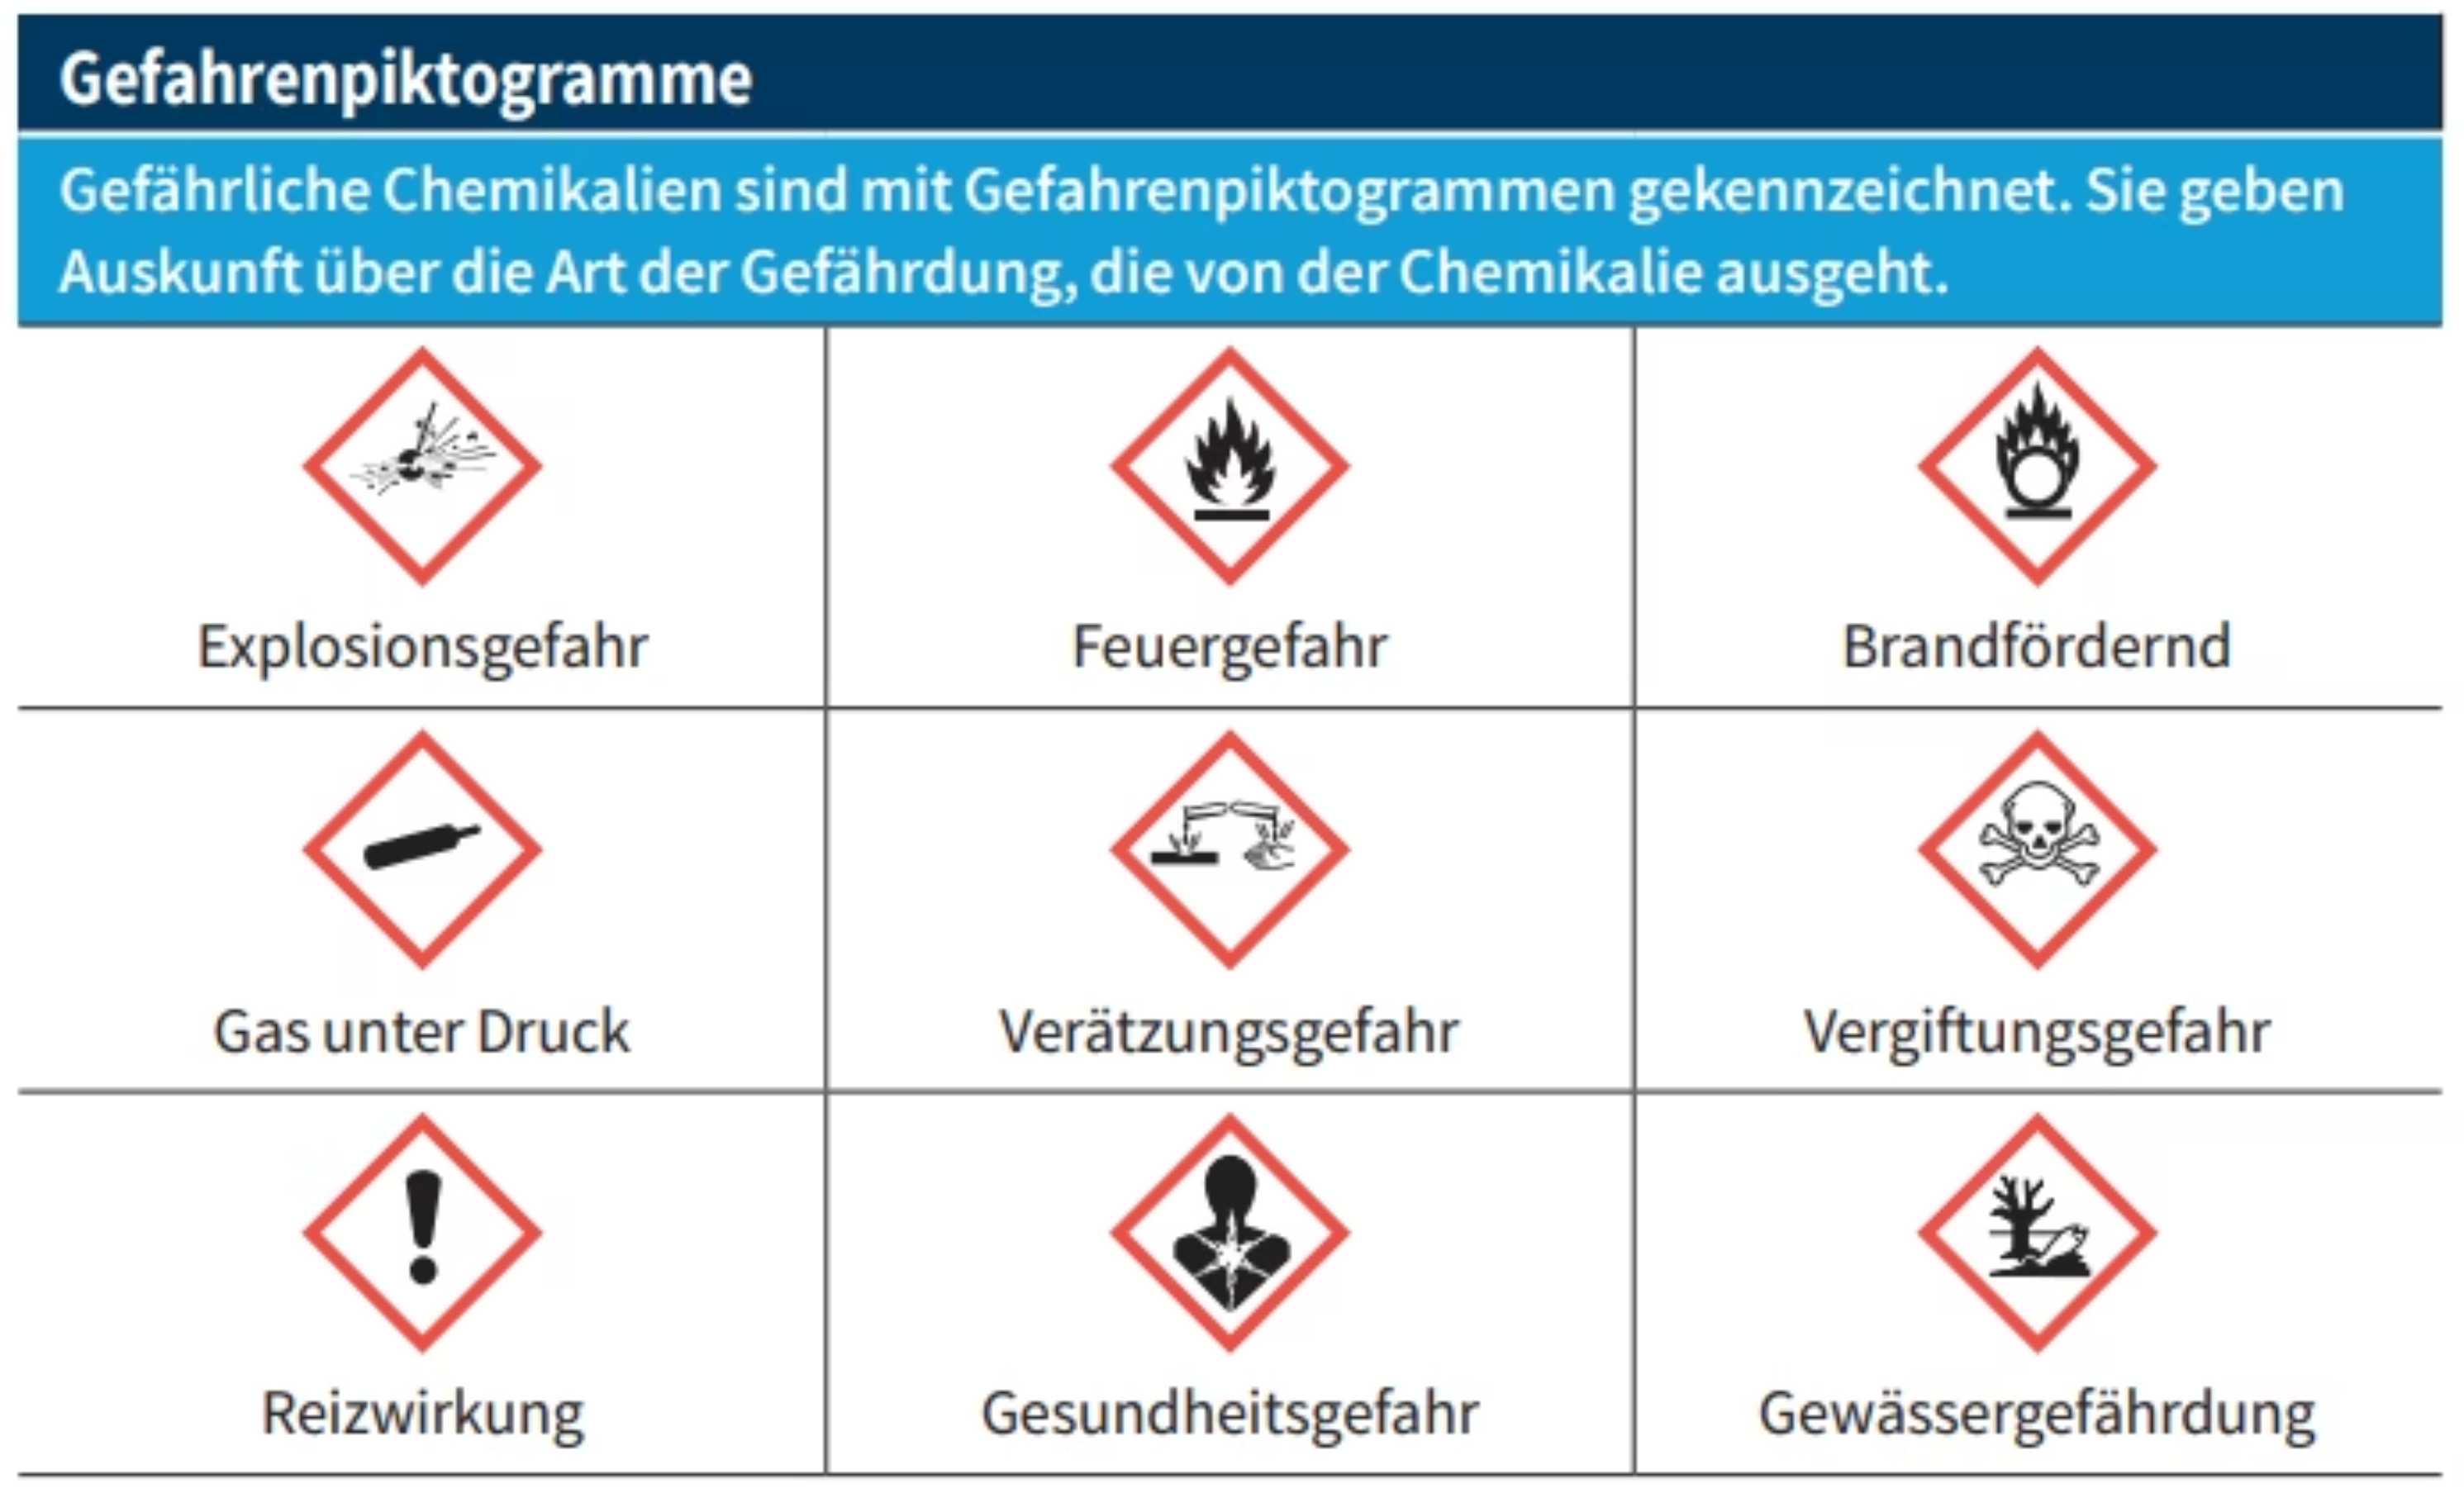 Gefahrenpiktogramme
Gefährliche Chemikalien sind mit Gefahrenpiktogrammen gekennzeichnet. Sie geben
Auskunft über die Art der Gefährdung, die von der Chemikalie ausgeht.
Explosionsgefahr
Feuergefahr
Brandfördernd
Gas unter Druck
Verätzungsgefahr
Vergiftungsgefahr
Reizwirkung
Gesundheitsgefahr
Gewässergefährdung